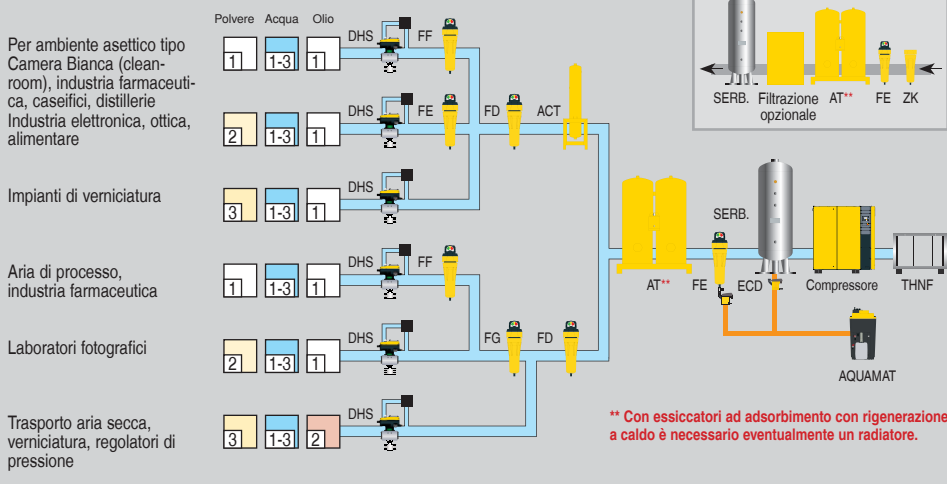 Polvere Acqua Olio
Per ambiente asettico tipo
Camera Bianca (clean-
room), industria farmaceuti-
ca, caseifici, distillerie
Industria elettronica, ottica,
alimentare
1 1-3 1 DHS FF
2 1-3 1 DHS FE FD ACT
Impianti di verniciatura
3 1-3 1 DHS
Aria di processo,
industria farmaceutica
1 1-3 1 DHS FF
Laboratori fotografici
2 1-3 1 DHS FG FD
Trasporto aria secca,
verniciatura, regolatori di
pressione
3 1-3 2 DHS
SERB. Filtrazione AT** FE ZK
opzionale
SERB.
AT** FE ECD Compressore THNF
AQUAMAT
** Con essiccatori ad adsorbimento con rigenerazione
a caldo è necessario eventualmente un radiatore.